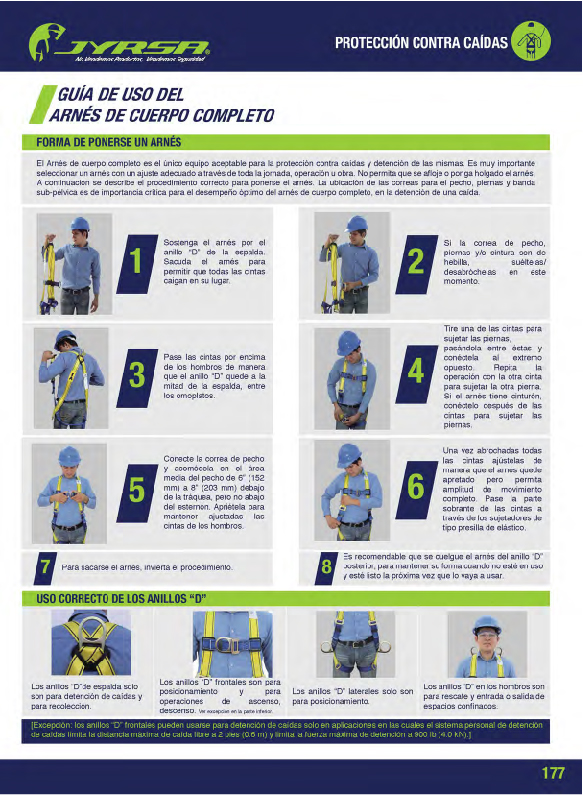 JYRSA®
No Vendemos Productos, Vendemos Seguridad
PROTECCIÓN CONTRA CAÍDAS
GUÍA DE USO DEL
ARNÉS DE CUERPO COMPLETO
FORMA DE PONERSE UN ARNÉS
El Arnés de cuerpo completo es el único equipo aceptable para la protección contra caídas y detención de las mismas. Es muy importante
seleccionar un arnés con un ajuste adecuado a través de toda la jornada, operación u obra. No permita que se afloje o porga holgado el arnés.
A continuación se describe el procedimiento correcto para ponerse el arnés. La ubicación de las correas para el pecho, piernas y banda
sub-pelvica es de importancia crítica para el desempeño óptimo del arnés de cuerpo completo, en la detención de una caída.
1
Sostenga el arnés por el
anillo "D" de la espalda.
Sacuda el arnés para
permitir que todas las cintas
caigan en su lugar.
2
Si la correa de pecho,
piernas y/o cintura son de
hebilla, suélteas/
desabrócheas en este
momento.
3
Pase las cintas por encima
de los hombros de manera
que el anillo "D" quede a la
mitad de la espalda, entre
los omoplatos.
4
Tire una de las cintas para
sujetar las piernas,
pasándola entre éstas y
conéctela al extremo
opuesto. Repita la
operación con la otra cinta
para sujetar la otra pierna.
Si el arnés tiene cinturón,
conéctelo después de las
cintas para sujetar las
piernas.
5
Conecte la correa de pecho
y acomódela en el área
media del pecho de 6" (152
mm) a 8" (203 mm) debajo
de la tráquea, pero no abajo
del esternón. Apriétela para
mantener ajustadas las
cintas de los hombros.
6
Una vez abrochadas todas
las cintas ajústelas de
manera que el arnés quede
apretado pero permita
amplitud de movimiento
completo. Pase la parte
sobrante de las cintas a
través de los sujetadores de
tipo presilla de elástico.
7
Para sacarse el arnés, invierta el procedimiento.
8
Es recomendable que se cuelgue el arnés del anillo "D"
posterior, para mantener su forma cuando no esté en uso
y esté listo la próxima vez que lo vaya a usar.
USO CORRECTO DE LOS ANILLOS "D"
Los anillos "D"de espalda solo
son para detención de caídas y
para recolección.
Los anillos "D" frontales son para
posicionamiento y para
operaciones de ascenso,
descenso. Ver excepción en la parte inferior.
Los anillos "D" laterales solo son
para posicionamiento.
Los anillos "D" en los hombros son
para rescate y entrada o salida de
espacios confinados.
[Excepción: los anillos "D" frontales pueden usarse para detención de caídas solo en aplicaciones en las cuales el sistema personal de detención
de caídas limita la distancia máxima de caída libre a 2 pies (0.6 m) y limita la fuerza máxima de detención a 900 lb (4.0 kN).]
177